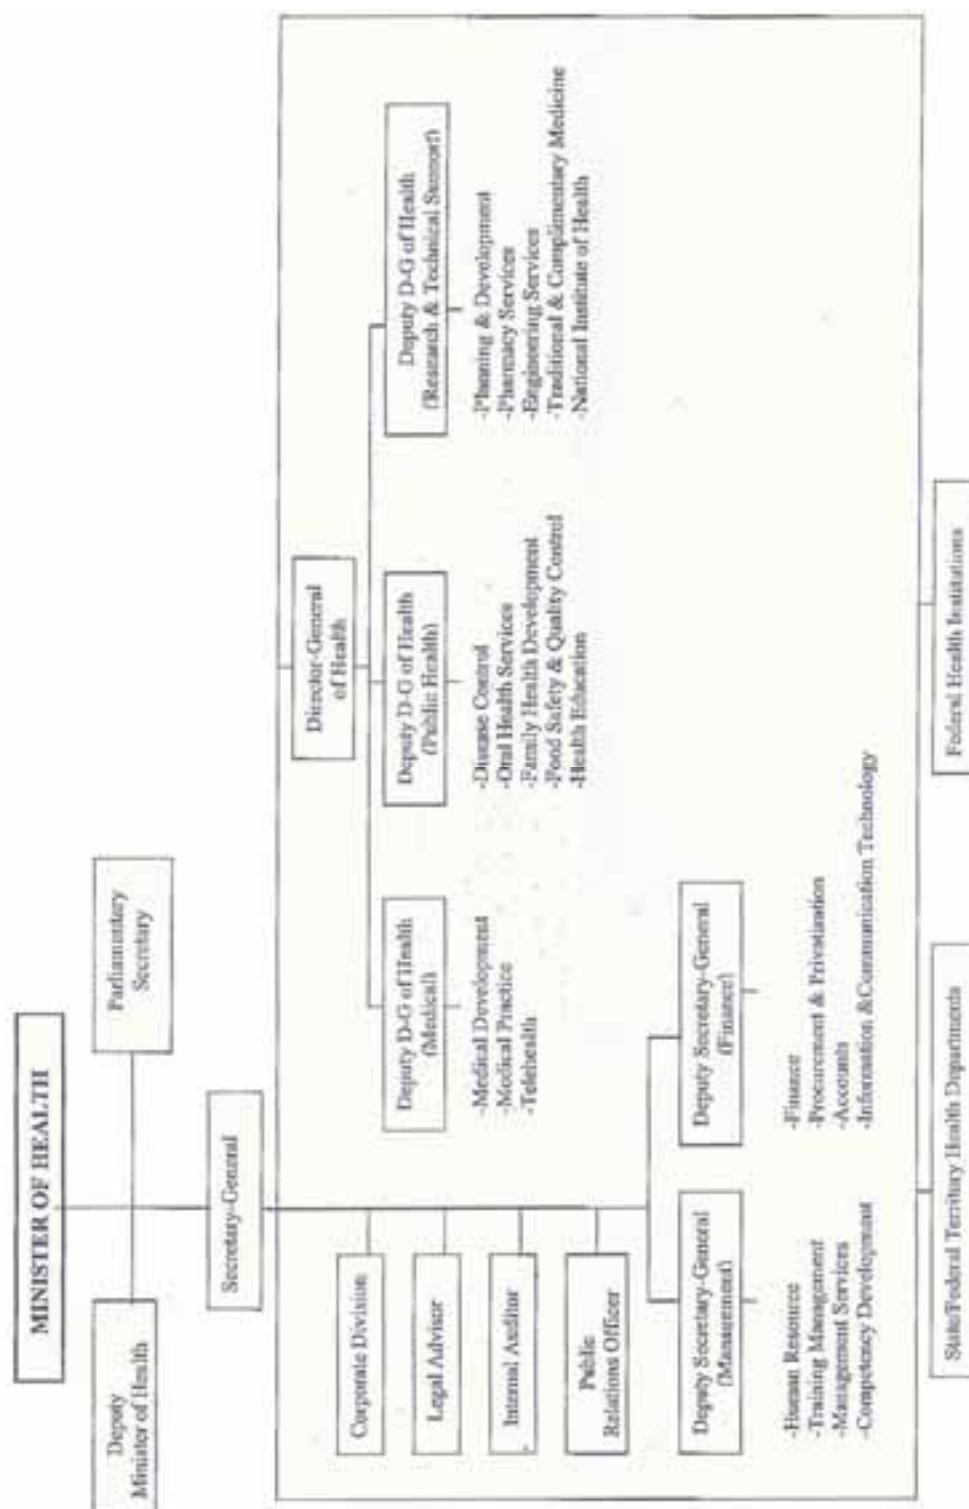 MINISTER OF HEALTH
Deputy
Minister of Health
Parliamentary
Secretary
Secretary-General
Director-General
of Health
Corporate Division
Legal Advisor
Internal Auditor
Public
Relations Officer
Deputy D-G of Health
(Medical)
-Medical Development
-Medical Practice
-Telehealth
Deputy D-G of Health
(Public Health)
-Disease Control
-Oral Health Services
-Family Health Development
-Food Safety & Quality Control
-Health Education
Deputy D-G of Health
(Research & Technical Support)
-Planning & Development
-Pharmacy Services
-Engineering Services
-Traditional & Complimentary Medicine
-National Institute of Health
Deputy Secretary-General
(Management)
-Human Resource
-Training Management
-Management Services
-Competency Development
Deputy Secretary-General
(Finance)
-Finance
-Procurement & Privatization
-Accounts
-Information &Communication Technology
State/Federal Territory Health Departments
Federal Health Institutions